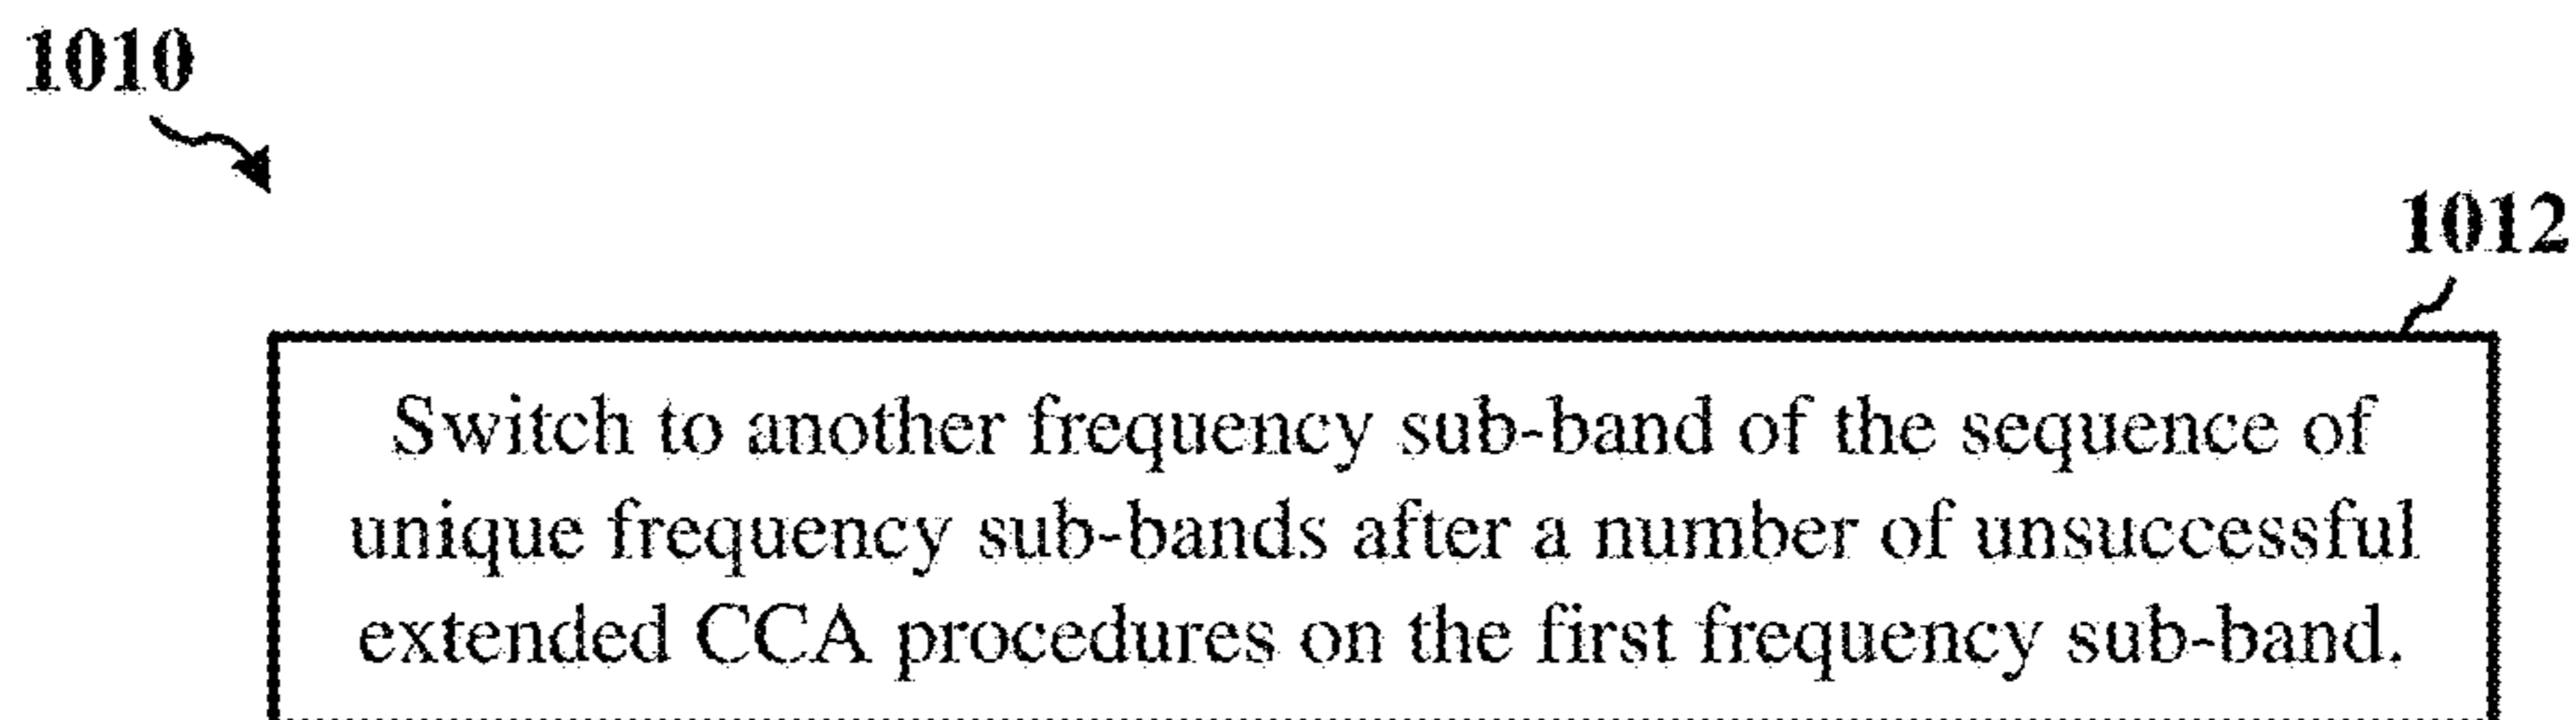 1010
1012
Switch to another frequency sub-band of the sequence of
unique frequency sub-bands after a number of unsuccessful
extended CCA procedures on the first frequency sub-band.